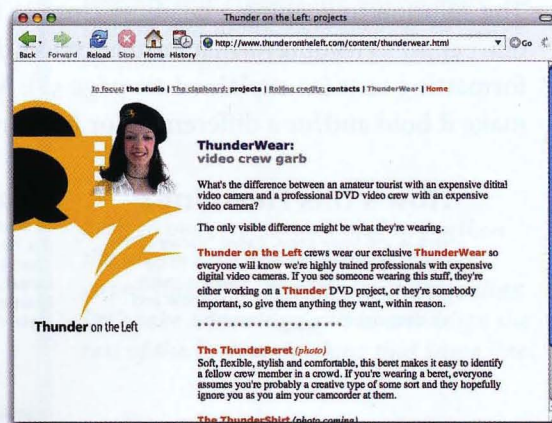 Thunder on the Left: projects
Back Forward Reload Stop Home History
http://www.thunderontheleft.com/content/thunderwear.html
Go
In focus: the studio | The clapboard: projects | Rolling credits: contacts | ThunderWear | Home
ThunderWear:
video crew garb
What's the difference between an amateur tourist with an expensive ditital
video camera and a professional DVD video crew with an expensive
video camera?
The only visible difference might be what they're wearing.
Thunder on the Left crews wear our exclusive ThunderWear so
everyone will know we're highly trained professionals with expensive
digital video cameras. If you see someone wearing this stuff, they're
either working on a Thunder DVD project, or they're somebody
important, so give them anything they want, within reason.
Thunder on the Left
The ThunderBeret (photo)
Soft, flexible, stylish and comfortable, this beret makes it easy to identify
a fellow crew member in a crowd. If you're wearing a beret, everyone
assumes you're probably a creative type of some sort and they hopefully
ignore you as you aim your camcorder at them.
The ThunderShirt (photo coming)